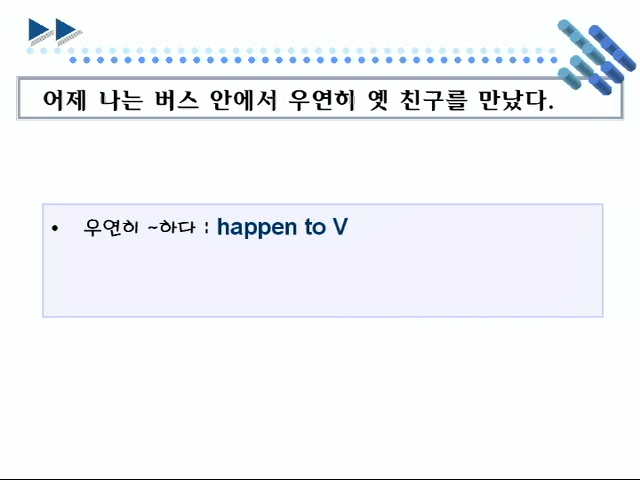 어제 나는 버스 안에서 우연히 옛 친구를 만났다.
• 우연히 ~하다 : happen to V